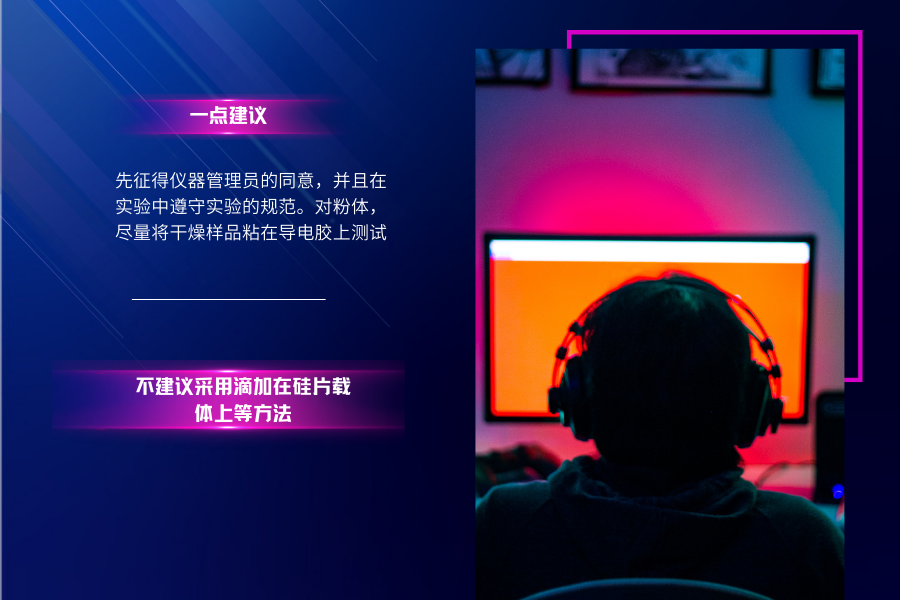 一点建议
先征得仪器管理员的同意，并且在
实验中遵守实验的规范。对粉体，
尽量将干燥样品粘在导电胶上测试
不建议采用滴加在硅片载
体上等方法